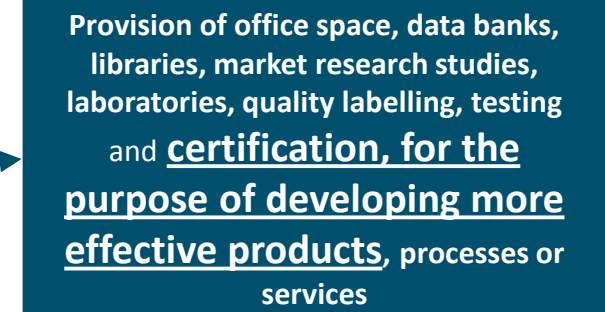 Provision of office space, data banks,
libraries, market research studies,
laboratories, quality labelling, testing
and certification, for the
purpose of developing more
effective products, processes or
services